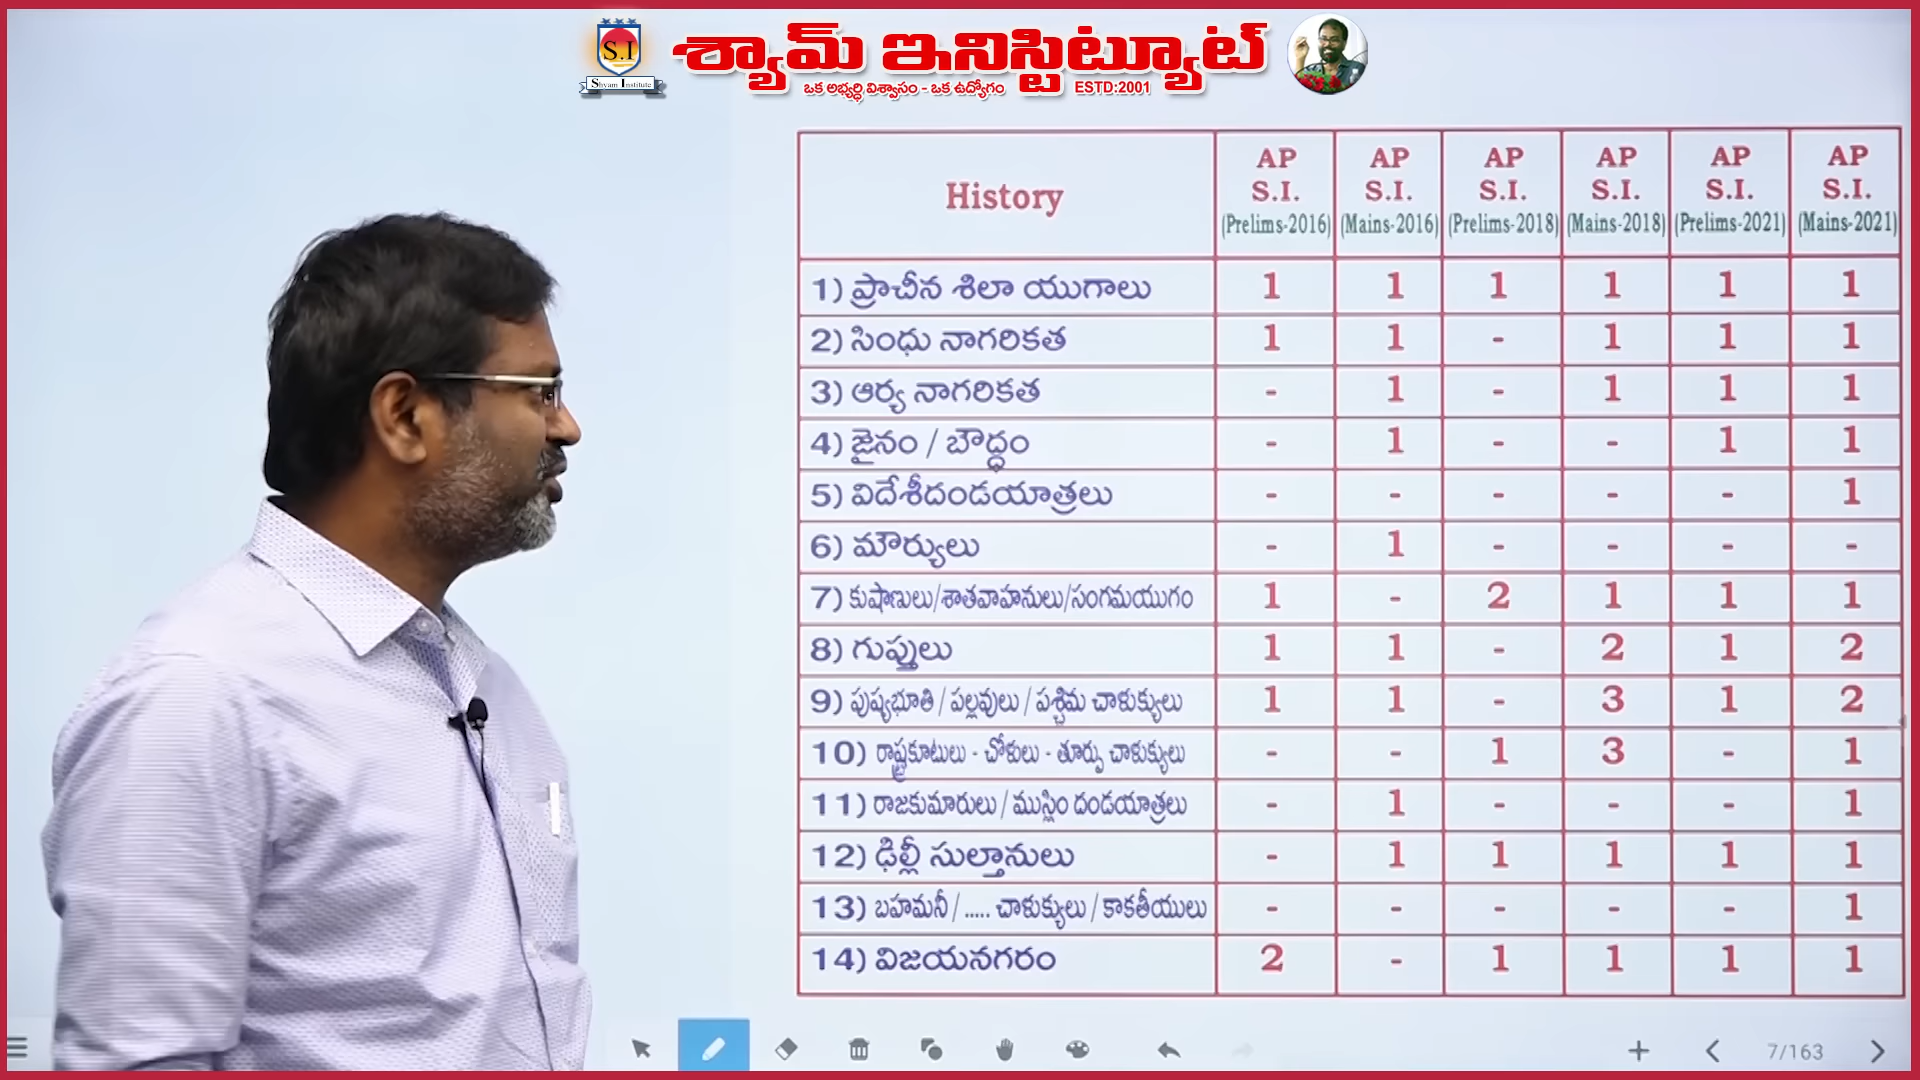 S.I
Shyam Institute
శ్యామ్ ఇనిస్టిట్యూట్
ఒక అభ్యర్థి విశ్వాసం - ఒక ఉద్యోగం ESTD:2001
History AP S.I. (Prelims-2016) AP S.I. (Mains-2016) AP S.I. (Prelims-2018) AP S.I. (Mains-2018) AP S.I. (Prelims-2021) AP S.I. (Mains-2021)
1) ప్రాచీన శిలా యుగాలు 1 1 1 1 1 1
2) సింధు నాగరికత 1 1 - 1 1 1
3) ఆర్య నాగరికత - 1 - 1 1 1
4) జైనం / బౌద్ధం - 1 - - 1 1
5) విదేశీదండయాత్రలు - - - - - 1
6) మౌర్యులు - 1 - - - -
7) కుషాణులు/శాతవాహనులు/సంగమయుగం 1 - 2 1 1 1
8) గుప్తులు 1 1 - 2 1 2
9) పుష్యభూతి / పల్లవులు / పశ్చిమ చాళుక్యులు 1 1 - 3 1 2
10) రాష్ట్రకూటులు - చోళులు - తూర్పు చాళుక్యులు - - 1 3 - 1
11) రాజకుమారులు / ముస్లిం దండయాత్రలు - 1 - - - 1
12) ఢిల్లీ సుల్తానులు - 1 1 1 1 1
13) బహమనీ / ..... చాళుక్యులు / కాకతీయులు - - - - - 1
14) విజయనగరం 2 - 1 1 1 1
7/163